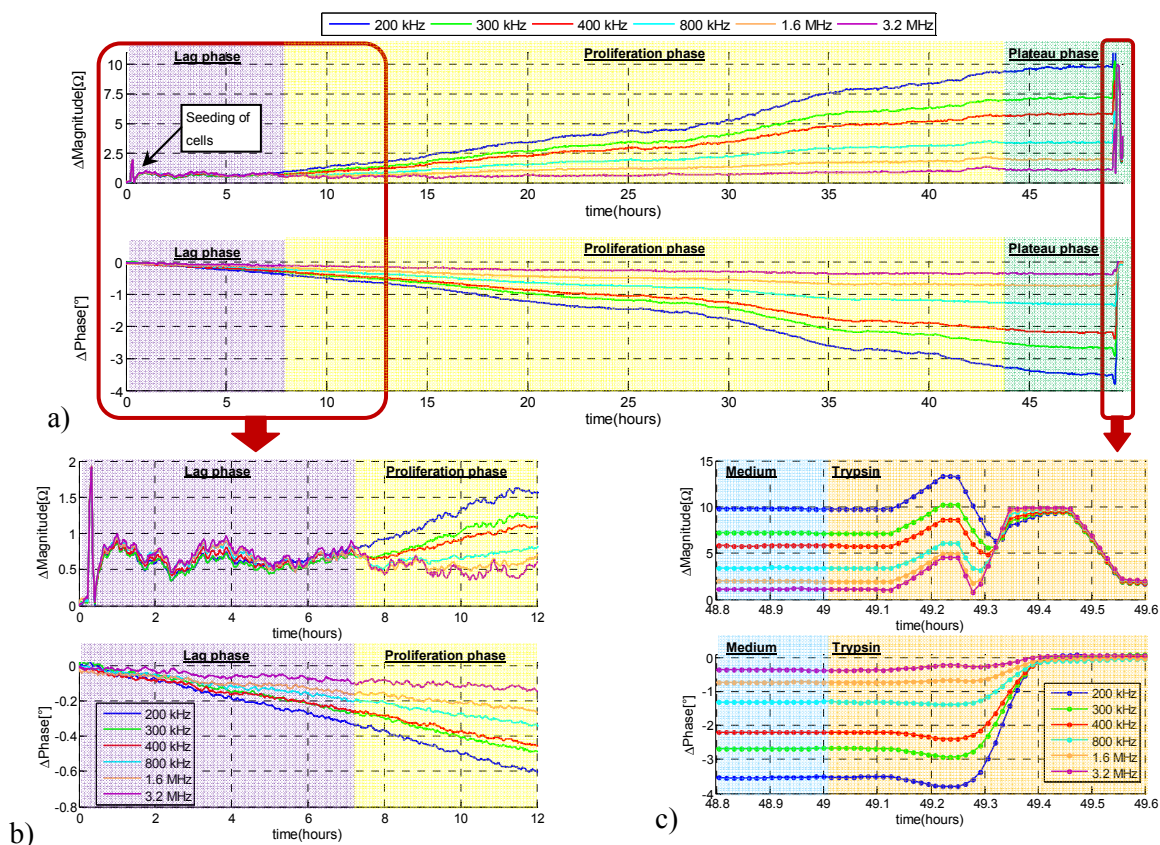 200 kHz 300 kHz 400 kHz 800 kHz 1.6 MHz 3.2 MHz
Lag phase Proliferation phase Plateau phase
Seeding of
cells
ΔMagnitude[Ω]
10
7.5
5
2.5
0
0 5 10 15 20 25 30 35 40 45
time(hours)
Lag phase Proliferation phase Plateau phase
ΔPhase[°]
0
-1
-2
-3
-4
0 5 10 15 20 25 30 35 40 45
time(hours)
a)
Lag phase Proliferation phase
ΔMagnitude[Ω]
2
1.5
1
0.5
0
0 2 4 6 8 10 12
time(hours)
Lag phase Proliferation phase
ΔPhase[°]
0
-0.2
-0.4
-0.6
-0.8
200 kHz
300 kHz
400 kHz
800 kHz
1.6 MHz
3.2 MHz
0 2 4 6 8 10 12
time(hours)
b)
Medium Trypsin
ΔMagnitude[Ω]
15
10
5
0
48.8 48.9 49 49.1 49.2 49.3 49.4 49.5 49.6
time(hours)
Medium Trypsin
ΔPhase[°]
0
-1
-2
-3
-4
200 kHz
300 kHz
400 kHz
800 kHz
1.6 MHz
3.2 MHz
48.8 48.9 49 49.1 49.2 49.3 49.4 49.5 49.6
time(hours)
c)